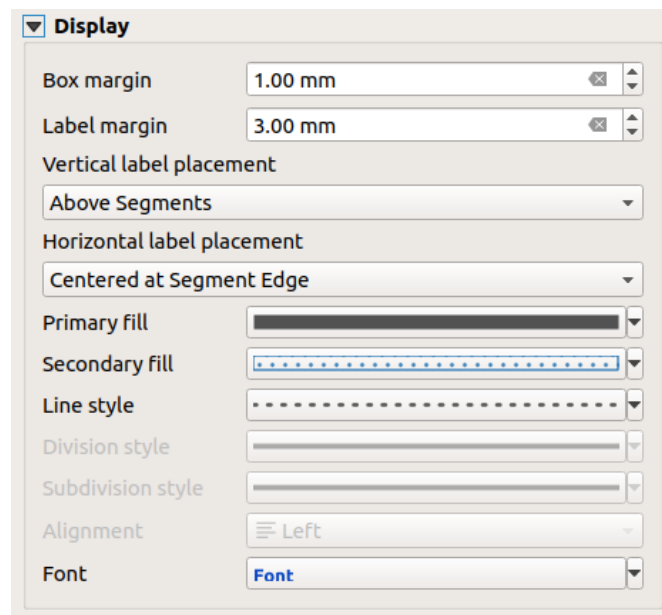 Display
Box margin 1.00 mm
Label margin 3.00 mm
Vertical label placement
Above Segments
Horizontal label placement
Centered at Segment Edge
Primary fill
Secondary fill
Line style
Division style
Subdivision style
Alignment Left
Font Font